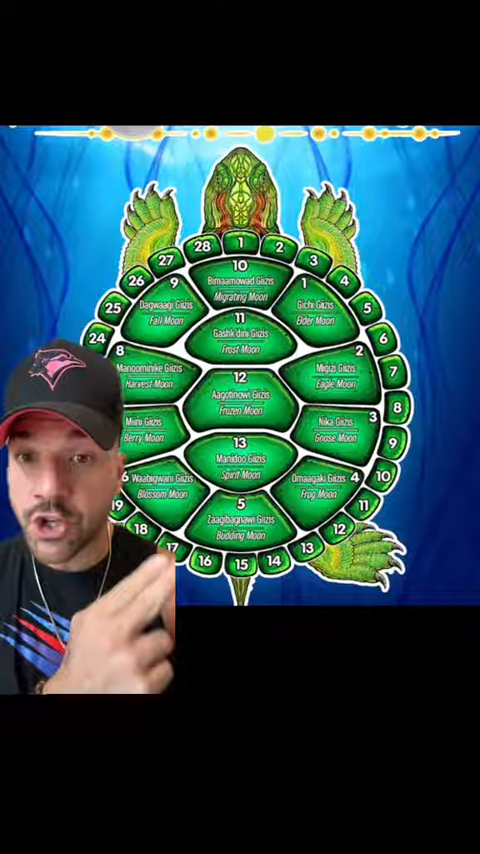 28 1 2
27 3
26 4
25 5
24 6
7
8
9
10
11
19 12
18 13
17 16 15 14
10
Bimaamowad Giizis
Migrating Moon
9
Dagwaagi Giizis
Fall Moon
1
Gichi Giizis
Elder Moon
11
Gashk'dini Giizis
Frost Moon
8
Manoominike Giizis
Harvest Moon
2
Migizi Giizis
Eagle Moon
12
Aagotinowi Giizis
Frozen Moon
Miini Giizis
Berry Moon
3
Nika Giizis
Goose Moon
13
Manidoo Giizis
Spirit Moon
6 Waabigwani Giizis
Blossom Moon
Omaagaki Giizis 4
Frog Moon
5
Zaagibagnawi Giizis
Budding Moon